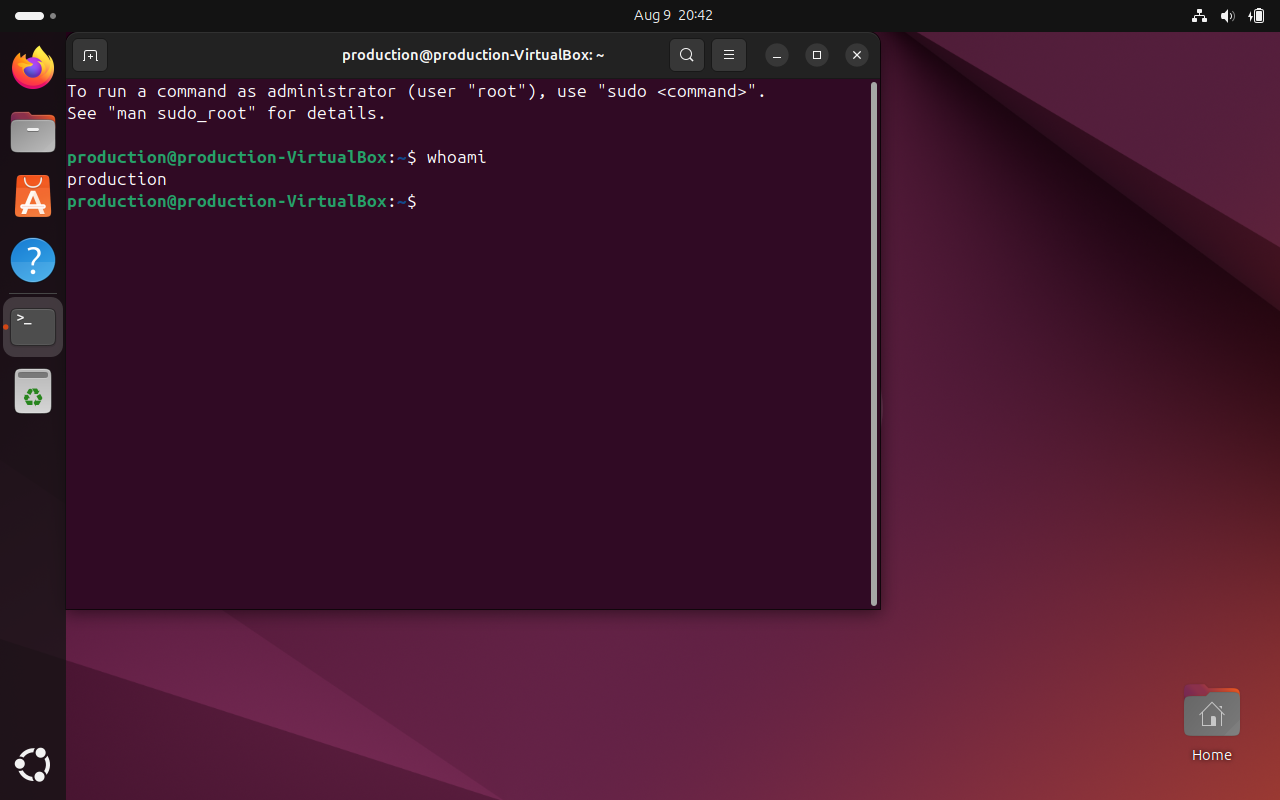 Aug 9 20:42
production@production-VirtualBox: ~
To run a command as administrator (user "root"), use "sudo <command>".
See "man sudo_root" for details.
production@production-VirtualBox:~$ whoami
production
production@production-VirtualBox:~$
>_
Home